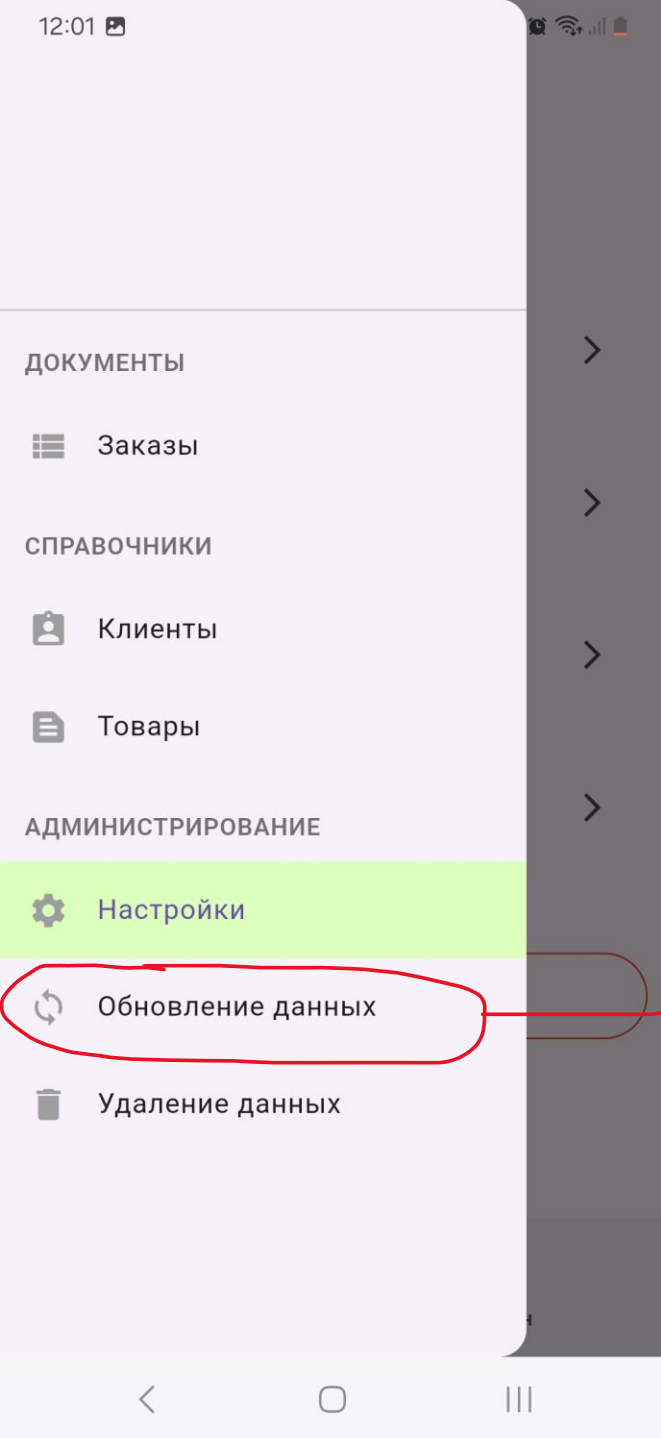 12:01
ДОКУМЕНТЫ
Заказы
СПРАВОЧНИКИ
Клиенты
Товары
АДМИНИСТРИРОВАНИЕ
Настройки
Обновление данных
Удаление данных